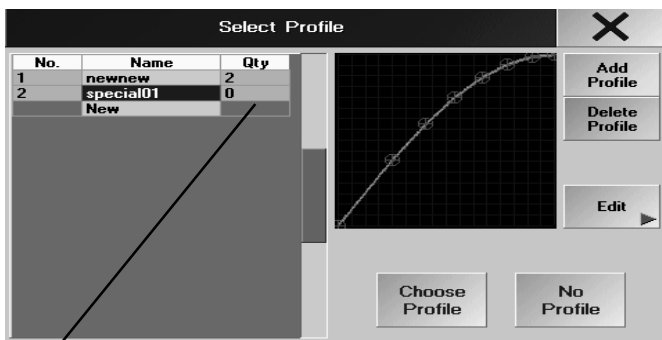 Select Profile
No. Name Qty
1 newnew 2
2 special01 0
New
Add
Profile
Delete
Profile
Edit
Choose
Profile
No
Profile